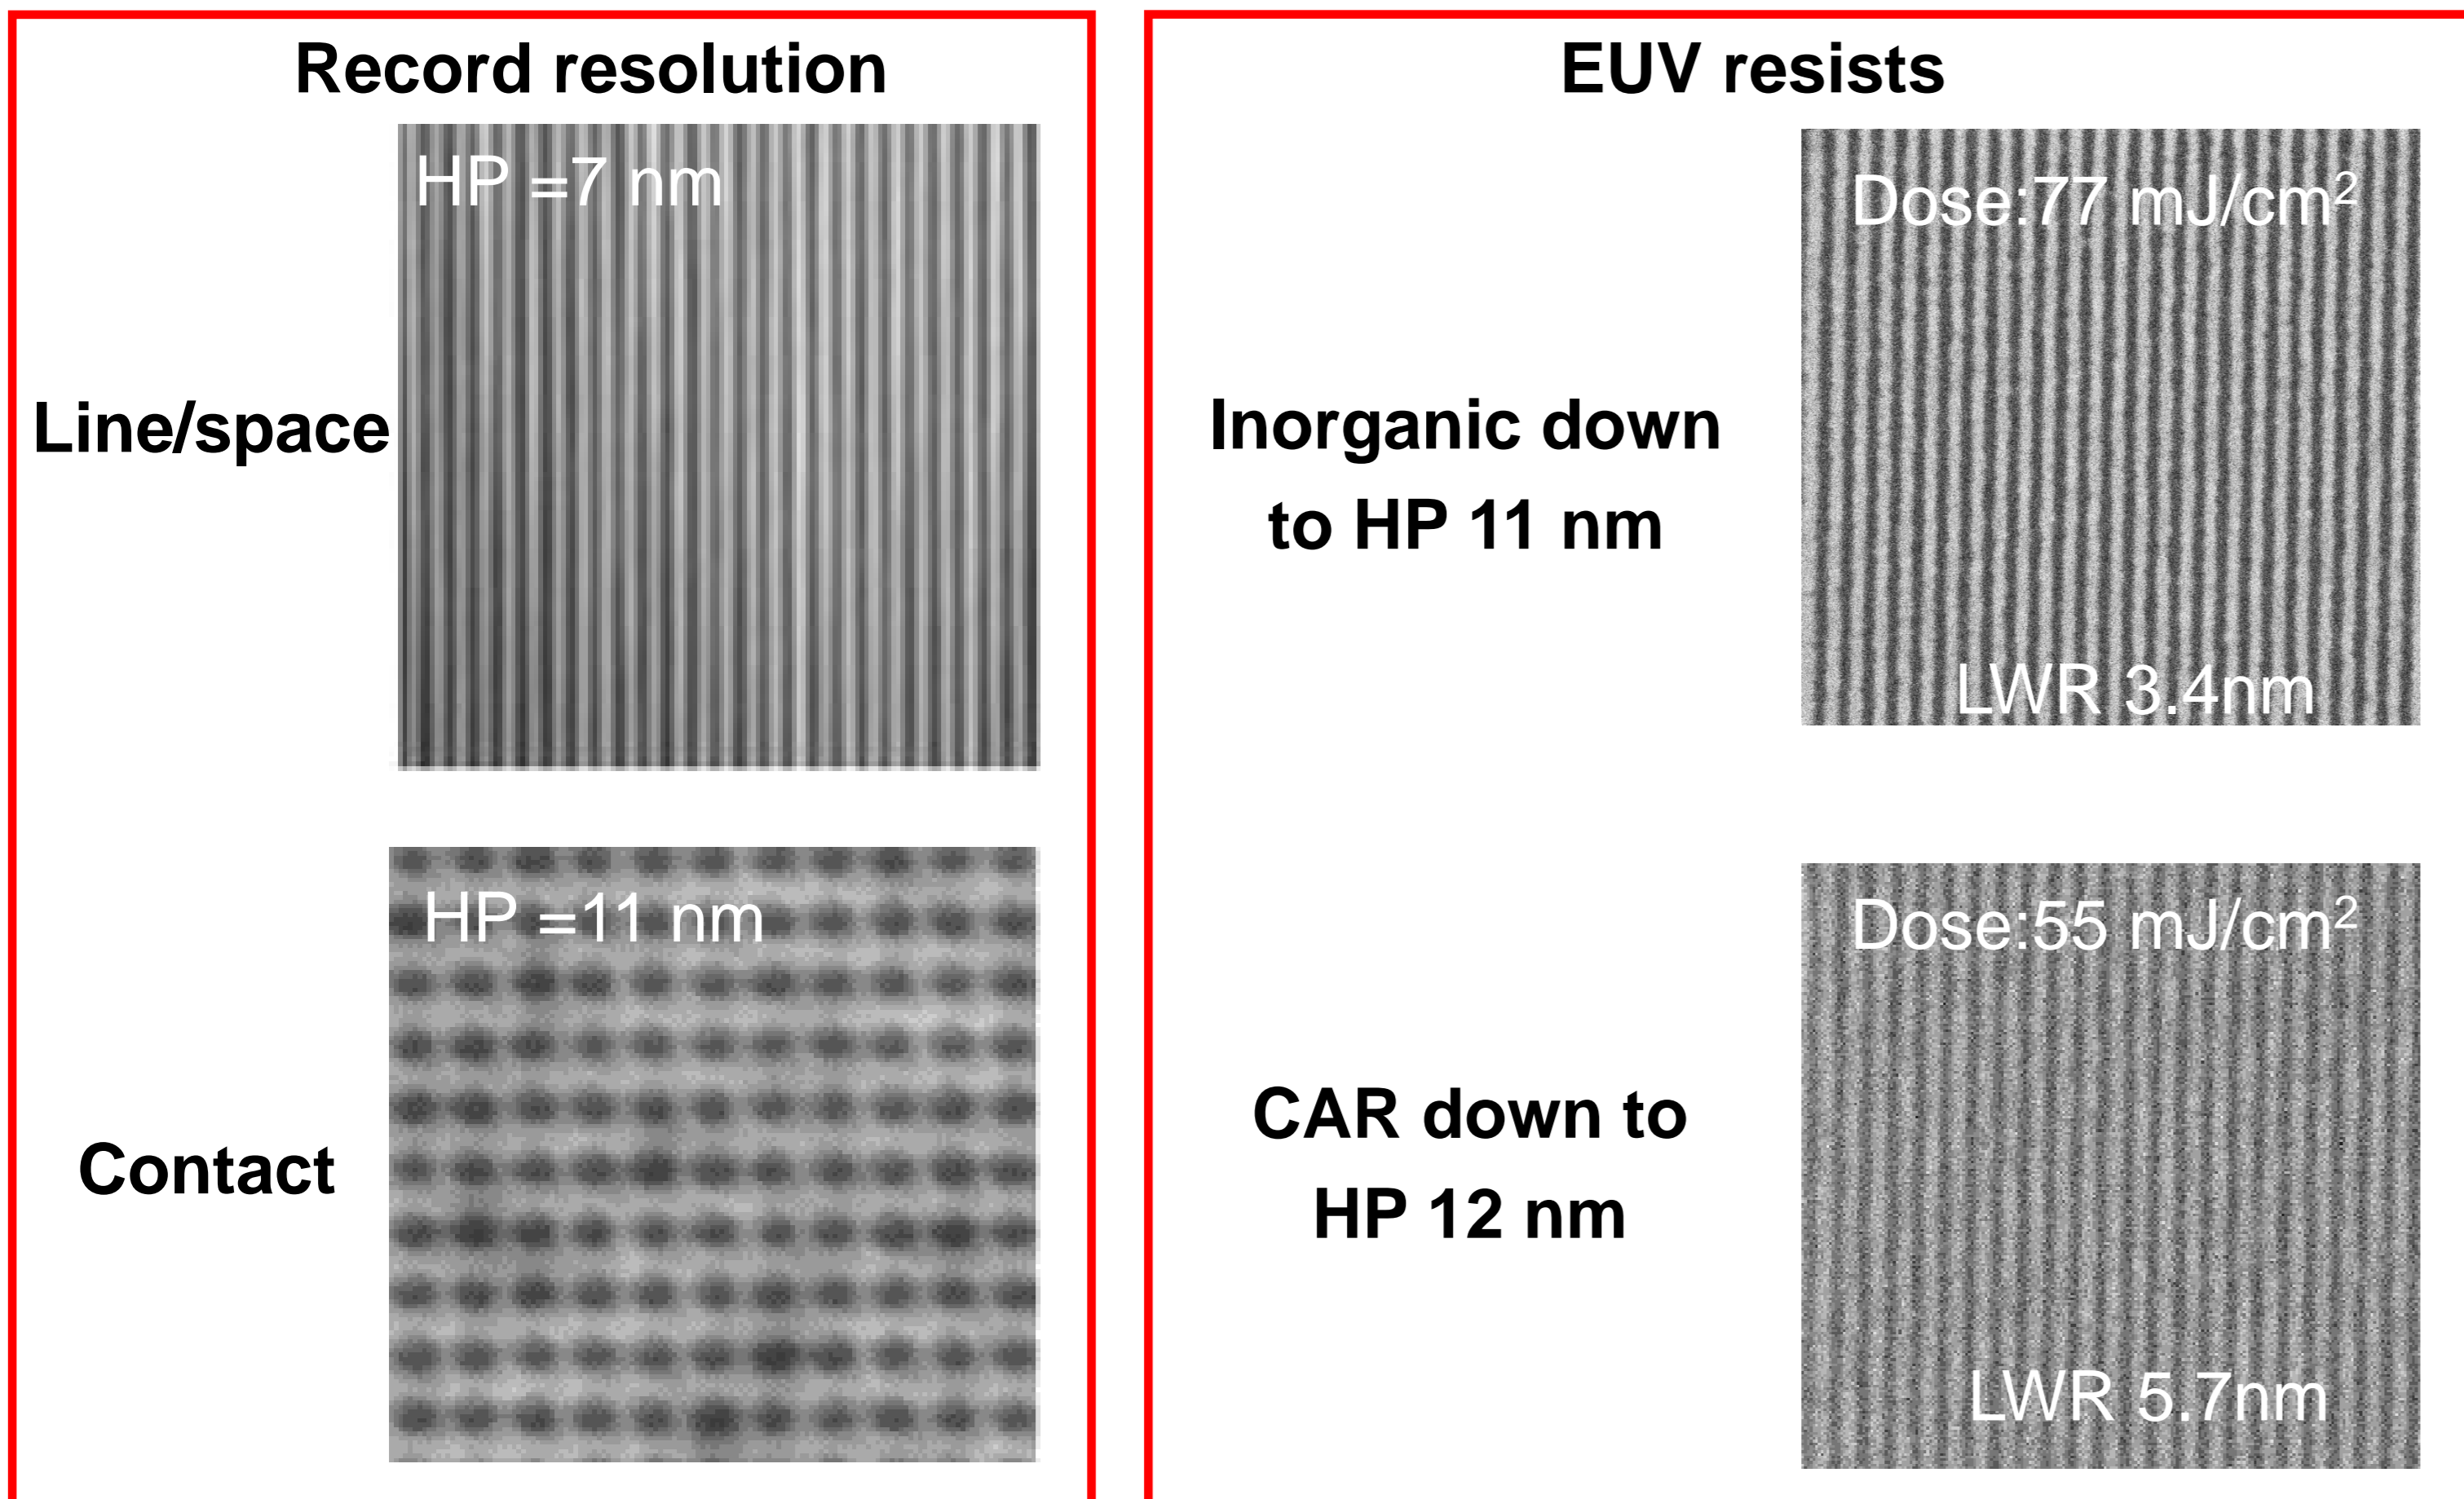 Record resolution
HP =7 nm
Line/space
HP =11 nm
Contact
EUV resists
Dose:77 mJ/cm²
Inorganic down
to HP 11 nm
LWR 3.4nm
Dose:55 mJ/cm²
CAR down to
HP 12 nm
LWR 5.7nm